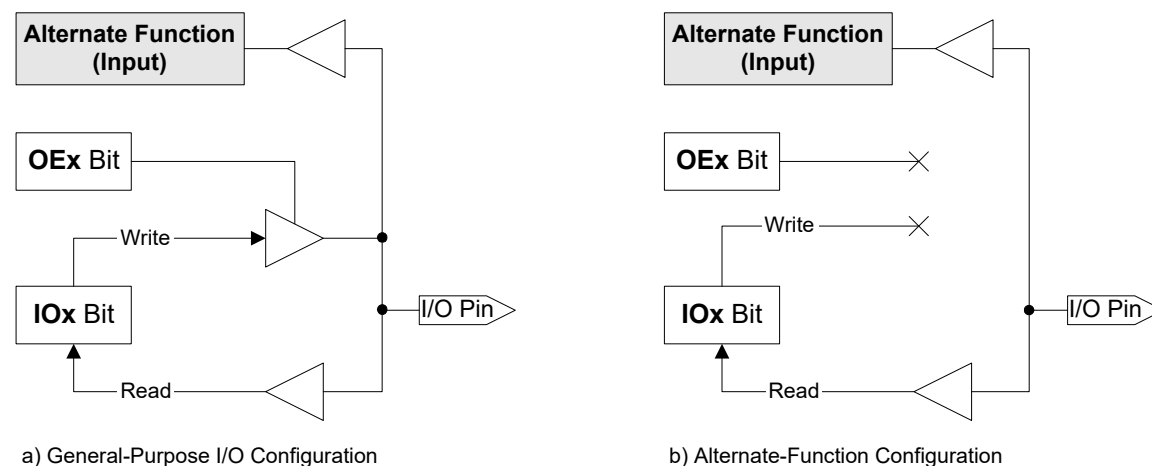 Alternate Function
(Input)
OEx Bit
Write
IOx Bit
I/O Pin
Read
a) General-Purpose I/O Configuration
Alternate Function
(Input)
OEx Bit
Write
IOx Bit
I/O Pin
Read
b) Alternate-Function Configuration